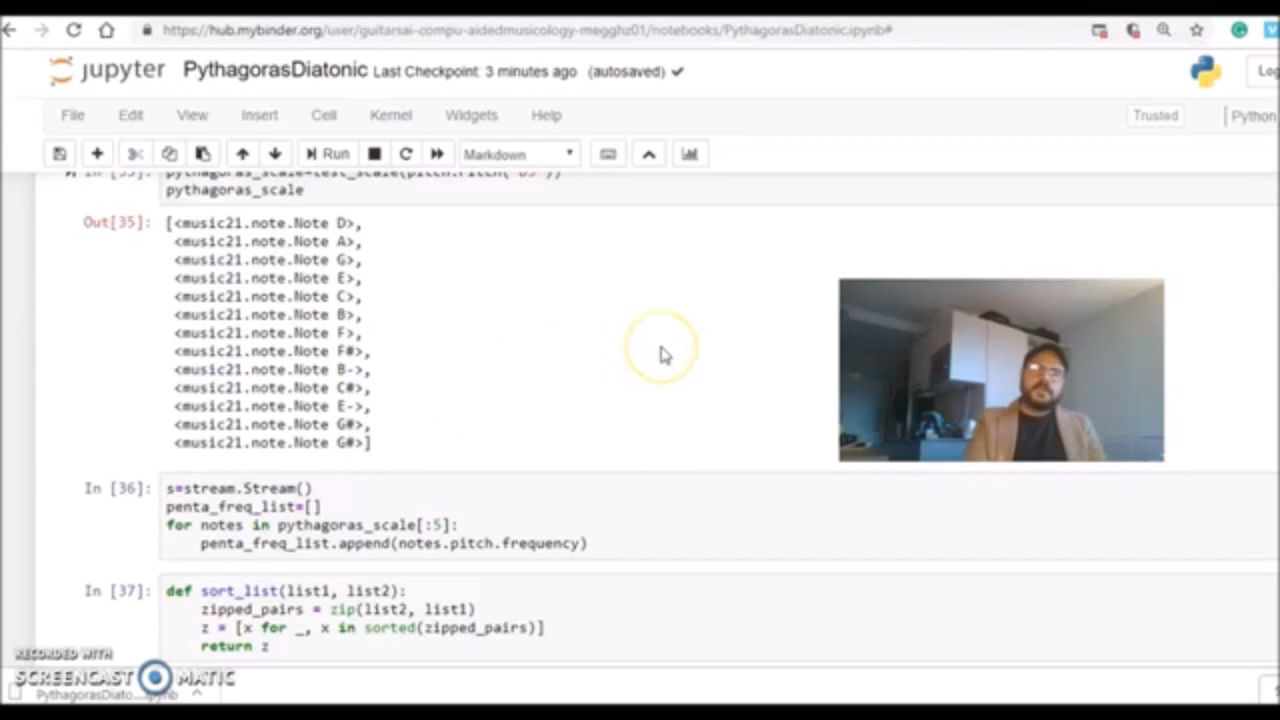 https://hub.mybinder.org/user/guitarsai-compu-aidedmusicology-megghz01/notebooks/PythagorasDiatonic.ipynb#
jupyter PythagorasDiatonic Last Checkpoint: 3 minutes ago (autosaved)
File Edit View Insert Cell Kernel Widgets Help Trusted Python
Run Markdown
pythagoras_scale
Out[35]: [<music21.note.Note D>,
<music21.note.Note A>,
<music21.note.Note G>,
<music21.note.Note E>,
<music21.note.Note C>,
<music21.note.Note B>,
<music21.note.Note F>,
<music21.note.Note F#>,
<music21.note.Note B->,
<music21.note.Note C#>,
<music21.note.Note E->,
<music21.note.Note G#>,
<music21.note.Note G#>]
In [36]: s=stream.Stream()
penta_freq_list=[]
for notes in pythagoras_scale[:5]:
penta_freq_list.append(notes.pitch.frequency)
In [37]: def sort_list(list1, list2):
zipped_pairs = zip(list2, list1)
z = [x for _, x in sorted(zipped_pairs)]
return z
RECORDED WITH
SCREENCAST MATIC
PythagorasDiato....ipynb